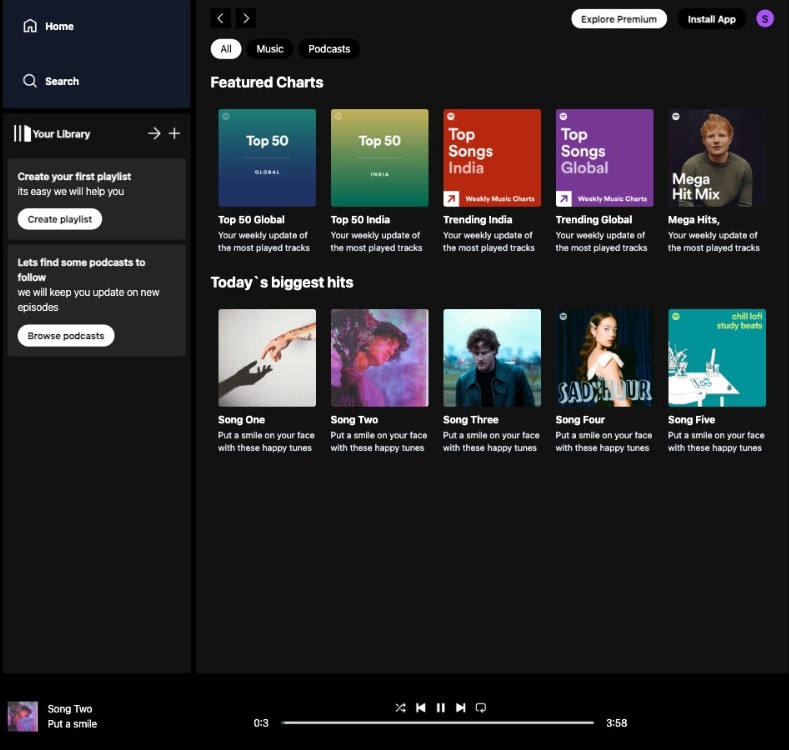 Home
Search
Your Library
Create your first playlist
its easy we will help you
Create playlist
Lets find some podcasts to
follow
we will keep you update on new
episodes
Browse podcasts
Explore Premium
Install App
S
All
Music
Podcasts
Featured Charts
Top 50
GLOBAL
Top 50 Global
Your weekly update of
the most played tracks
Top 50
INDIA
Top 50 India
Your weekly update of
the most played tracks
Top
Songs
India
Weekly Music Charts
Trending India
Your weekly update of
the most played tracks
Top
Songs
Global
Weekly Music Charts
Trending Global
Your weekly update of
the most played tracks
Mega
Hit Mix
Mega Hits,
Your weekly update of
the most played tracks
Today`s biggest hits
Song One
Put a smile on your face
with these happy tunes
Song Two
Put a smile on your face
with these happy tunes
Song Three
Put a smile on your face
with these happy tunes
SAD HOUR
Song Four
Put a smile on your face
with these happy tunes
chill lofi
study beats
Song Five
Put a smile on your face
with these happy tunes
Song Two
Put a smile
0:3
3:58